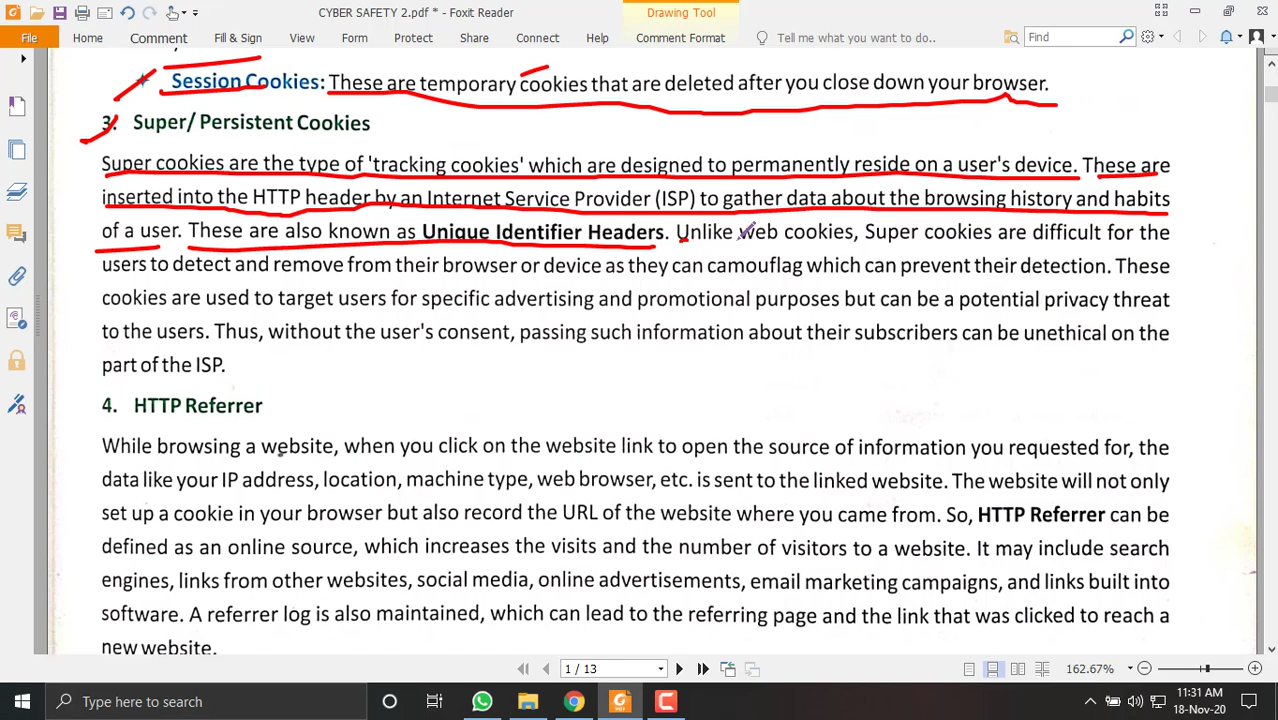 CYBER SAFETY 2.pdf * - Foxit Reader
Drawing Tool
File Home Comment Fill & Sign View Form Protect Share Connect Help Comment Format Tell me what you want to do.. Find
Session Cookies: These are temporary cookies that are deleted after you close down your browser.
3. Super/ Persistent Cookies
Super cookies are the type of 'tracking cookies' which are designed to permanently reside on a user's device. These are
inserted into the HTTP header by an Internet Service Provider (ISP) to gather data about the browsing history and habits
of a user. These are also known as Unique Identifier Headers. Unlike web cookies, Super cookies are difficult for the
users to detect and remove from their browser or device as they can camouflag which can prevent their detection. These
cookies are used to target users for specific advertising and promotional purposes but can be a potential privacy threat
to the users. Thus, without the user's consent, passing such information about their subscribers can be unethical on the
part of the ISP.
4. HTTP Referrer
While browsing a website, when you click on the website link to open the source of information you requested for, the
data like your IP address, location, machine type, web browser, etc. is sent to the linked website. The website will not only
set up a cookie in your browser but also record the URL of the website where you came from. So, HTTP Referrer can be
defined as an online source, which increases the visits and the number of visitors to a website. It may include search
engines, links from other websites, social media, online advertisements, email marketing campaigns, and links built into
software. A referrer log is also maintained, which can lead to the referring page and the link that was clicked to reach a
new website.
1 / 13
162.67%
Type here to search
11:31 AM
18-Nov-20